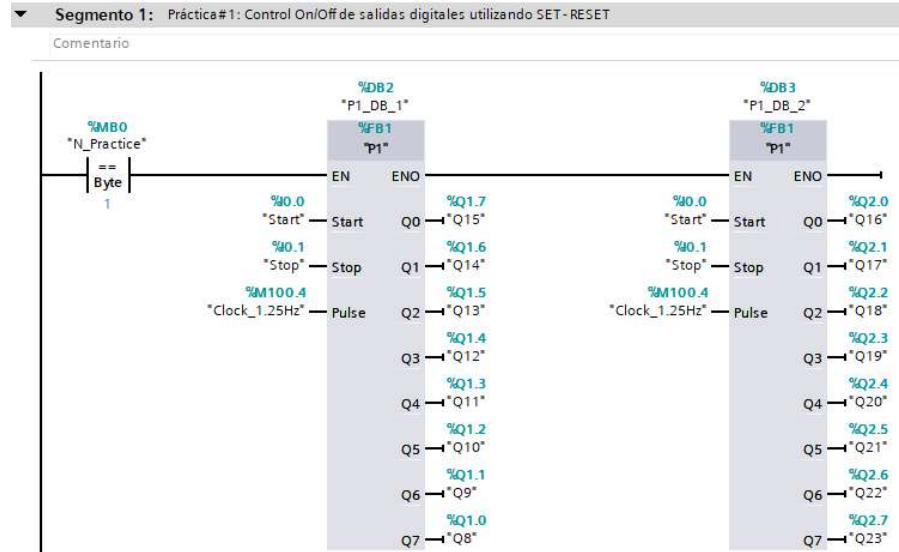 Segmento 1: Práctica#1: Control On/Off de salidas digitales utilizando SET-RESET
Comentario
%DB2 %DB3
"P1_DB_1" "P1_DB_2"
%MB0 %FB1 %FB1
"N_Practice" "P1" "P1"
== EN ENO EN ENO
Byte
1 %I0.0 %Q1.7 %I0.0 %Q2.0
"Start" Start Q0 "Q15" "Start" Start Q0 "Q16"
%I0.1 %Q1.6 %I0.1 %Q2.1
"Stop" Stop Q1 "Q14" "Stop" Stop Q1 "Q17"
%M100.4 %Q1.5 %M100.4 %Q2.2
"Clock_1.25Hz" Pulse Q2 "Q13" "Clock_1.25Hz" Pulse Q2 "Q18"
%Q1.4 %Q2.3
Q3 "Q12" Q3 "Q19"
%Q1.3 %Q2.4
Q4 "Q11" Q4 "Q20"
%Q1.2 %Q2.5
Q5 "Q10" Q5 "Q21"
%Q1.1 %Q2.6
Q6 "Q9" Q6 "Q22"
%Q1.0 %Q2.7
Q7 "Q8" Q7 "Q23"